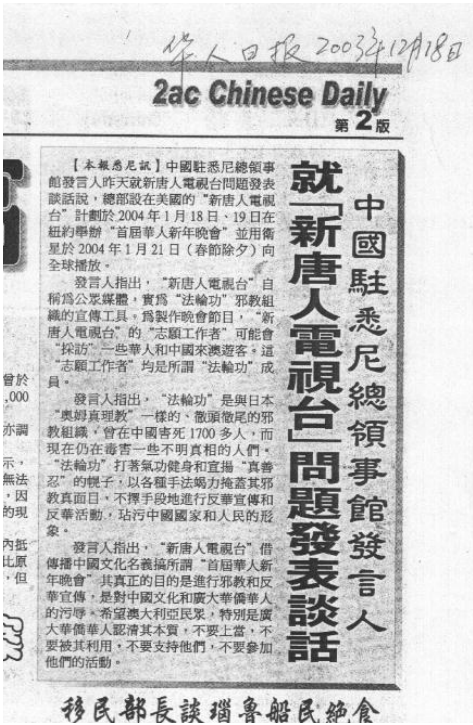 华人日报 2003年12月18日
2ac Chinese Daily
第2版
中國駐悉尼總領事館發言人
就「新唐人電視台」問題發表談話
【本報悉尼訊】中國駐悉尼總領事
館發言人昨天就新唐人電視台問題發表
談話說，總部設在美國的“新唐人電視
台”計劃於2004年1月18日、19日在
紐約舉辦“首屆華人新年晚會”並用衛
星於2004年1月21日（春節除夕）向
全球播放。
發言人指出，“新唐人電視台”自
稱爲公眾媒體，實爲“法輪功”邪教組
織的宣傳工具。爲製作晚會節目，“新
唐人電視台”的“志願工作者”可能會
“採訪”一些華人和中國來澳遊客。這
“志願工作者”均是所謂“法輪功”成
員。
發言人指出，“法輪功”是與日本
“奧姆真理教”一樣的、徹頭徹尾的邪
教組織，曾在中國害死1700多人，而
現在仍在毒害一些不明真相的人們。
“法輪功”打著氣功健身和宣揚“真善
忍”的幌子，以各種手法竭力掩蓋其邪
教真面目，不擇手段地進行反華宣傳和
反華活動，玷污中國國家和人民的形
象。
發言人指出，“新唐人電視台”借
傳播中國文化名義搞所謂“首屆華人新
年晚會”其真正的目的是進行邪教和反
華宣傳，是對中國文化和廣大華僑華人
的污辱。希望澳大利亞民眾，特別是廣
大華僑華人認清其本質，不要上當，不
要被其利用，不要支持他們，不要參加
他們的活動。
曾於
,000
亦調
示，
無法
，因
的現
內抵
比原
，但
移民部長談瑙魯船民絕食